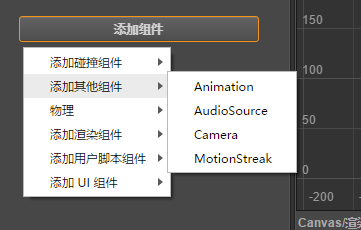 添加组件
添加碰撞组件
添加其他组件
物理
添加渲染组件
添加用户脚本组件
添加 UI 组件
Animation
AudioSource
Camera
MotionStreak
150
100
50
0
-200
Canvas/渲